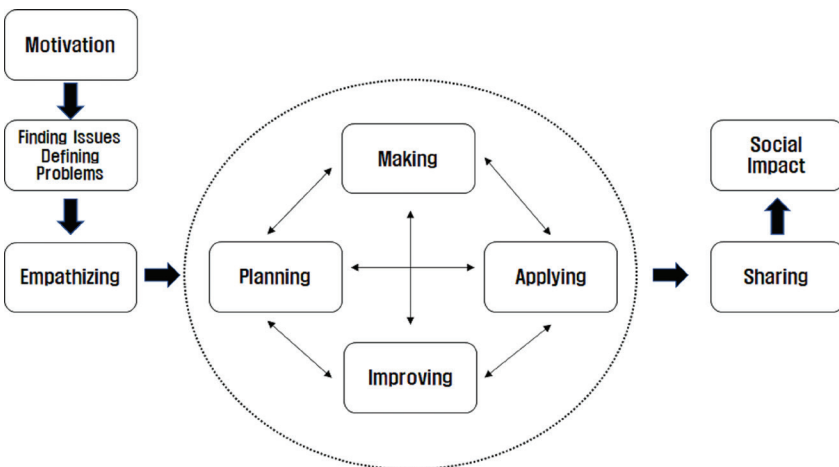 Motivation
Finding Issues
Defining
Problems
Empathizing
Making
Planning
Applying
Improving
Social
Impact
Sharing